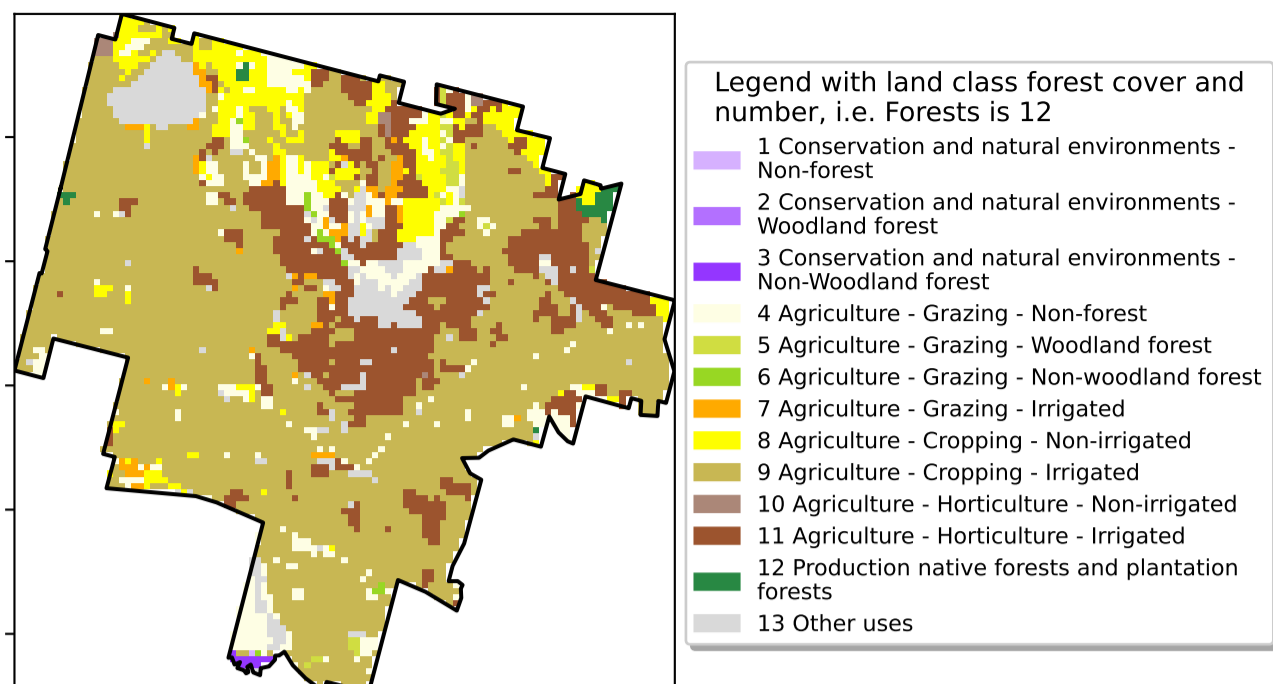 Legend with land class forest cover and
number, i.e. Forests is 12
1 Conservation and natural environments -
Non-forest
2 Conservation and natural environments -
Woodland forest
3 Conservation and natural environments -
Non-Woodland forest
4 Agriculture - Grazing - Non-forest
5 Agriculture - Grazing - Woodland forest
6 Agriculture - Grazing - Non-woodland forest
7 Agriculture - Grazing - Irrigated
8 Agriculture - Cropping - Non-irrigated
9 Agriculture - Cropping - Irrigated
10 Agriculture - Horticulture - Non-irrigated
11 Agriculture - Horticulture - Irrigated
12 Production native forests and plantation
forests
13 Other uses